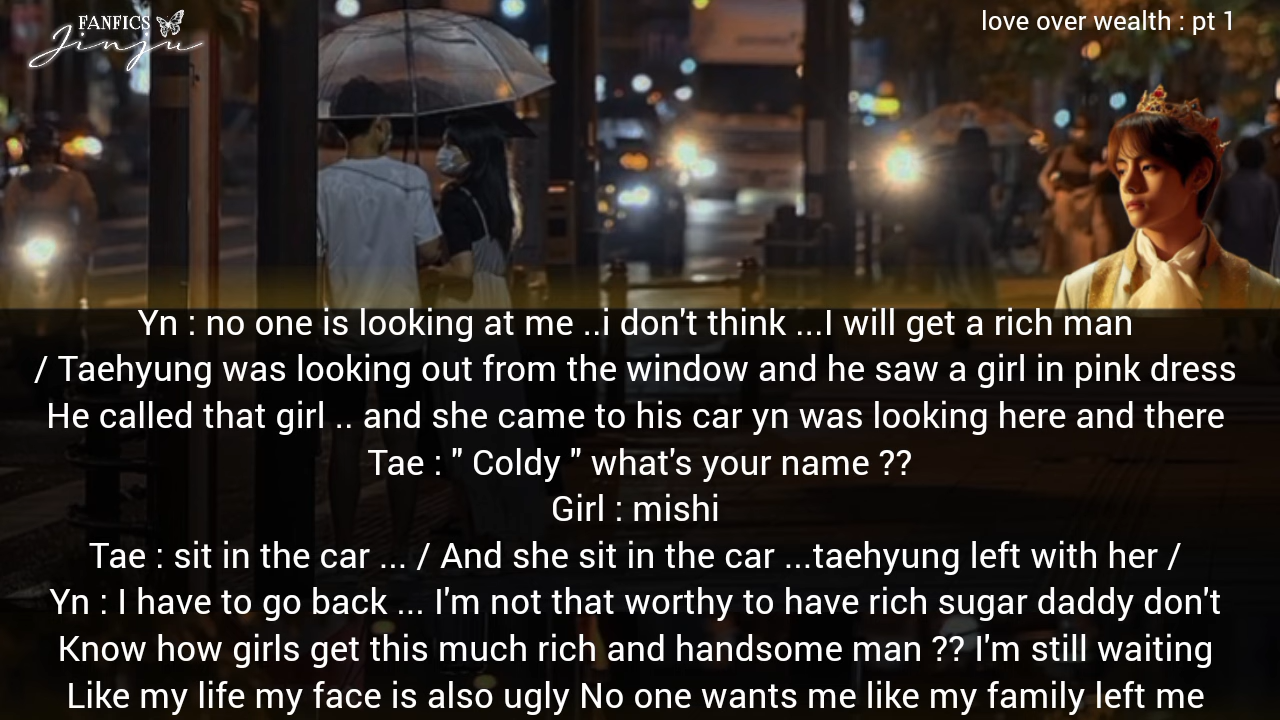 FANFICS
Jinju
love over wealth : pt 1
Yn : no one is looking at me ..i don't think ...I will get a rich man
/ Taehyung was looking out from the window and he saw a girl in pink dress
He called that girl .. and she came to his car yn was looking here and there
Tae : " Coldy " what's your name ??
Girl : mishi
Tae : sit in the car ... / And she sit in the car ...taehyung left with her /
Yn : I have to go back ... I'm not that worthy to have rich sugar daddy don't
Know how girls get this much rich and handsome man ?? I'm still waiting
Like my life my face is also ugly No one wants me like my family left me